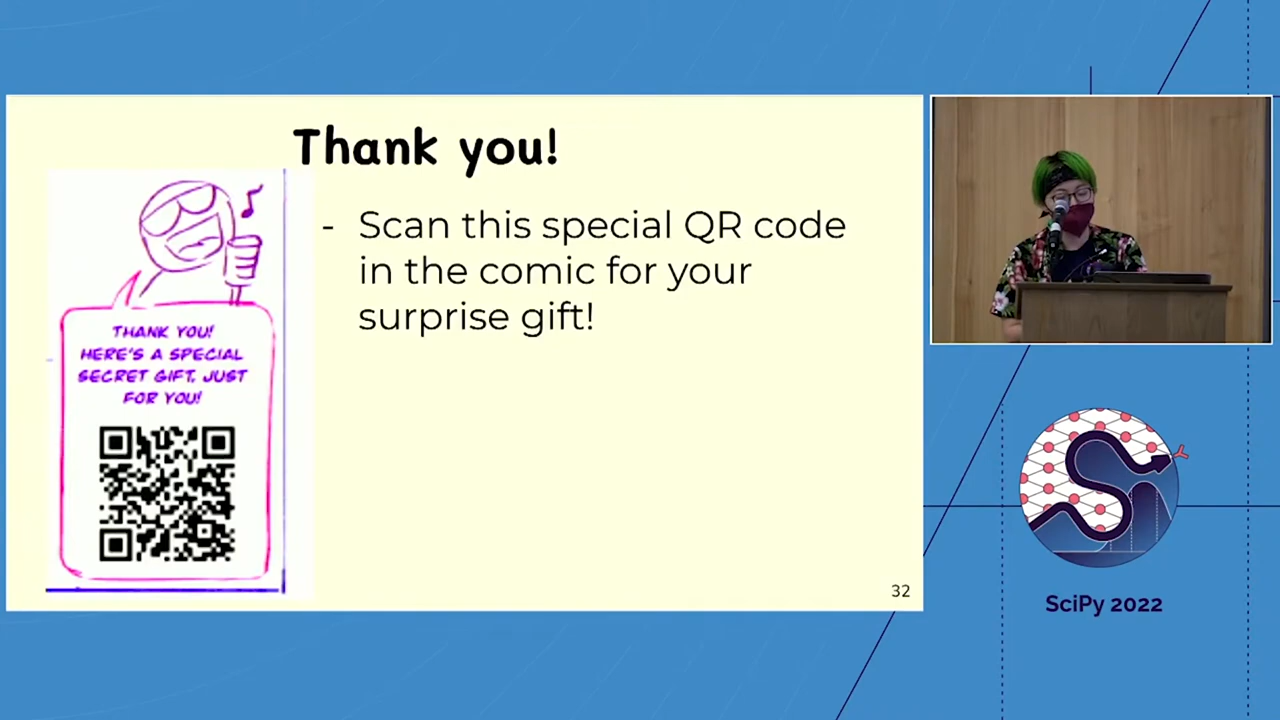 Thank you!
- Scan this special QR code
in the comic for your
surprise gift!
THANK YOU!
HERE'S A SPECIAL
SECRET GIFT, JUST
FOR YOU!
32
SciPy 2022